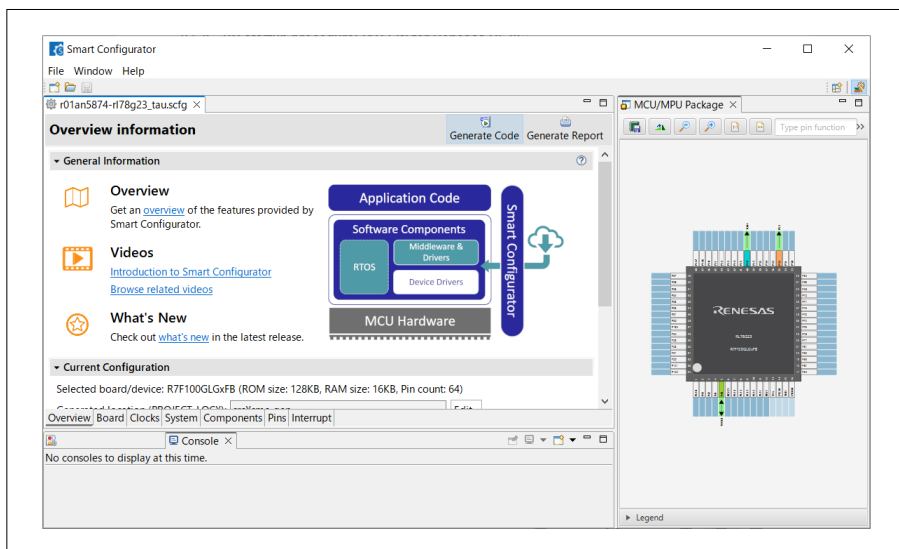 Smart Configurator
File Window Help
r01an5874-rl78g23_tau.scfg
Overview information
Generate Code Generate Report
General Information
Overview
Get an overview of the features provided by
Smart Configurator.
Videos
Introduction to Smart Configurator
Browse related videos
What's New
Check out what's new in the latest release.
Application Code
Software Components
RTOS
Middleware &
Drivers
Device Drivers
MCU Hardware
Smart Configurator
Current Configuration
Selected board/device: R7F100GLGxFB (ROM size: 128KB, RAM size: 16KB, Pin count: 64)
Overview Board Clocks System Components Pins Interrupt
Console
No consoles to display at this time.
MCU/MPU Package
Type pin function
RENESAS
RL78G23
R7F100GLGxFB
Legend